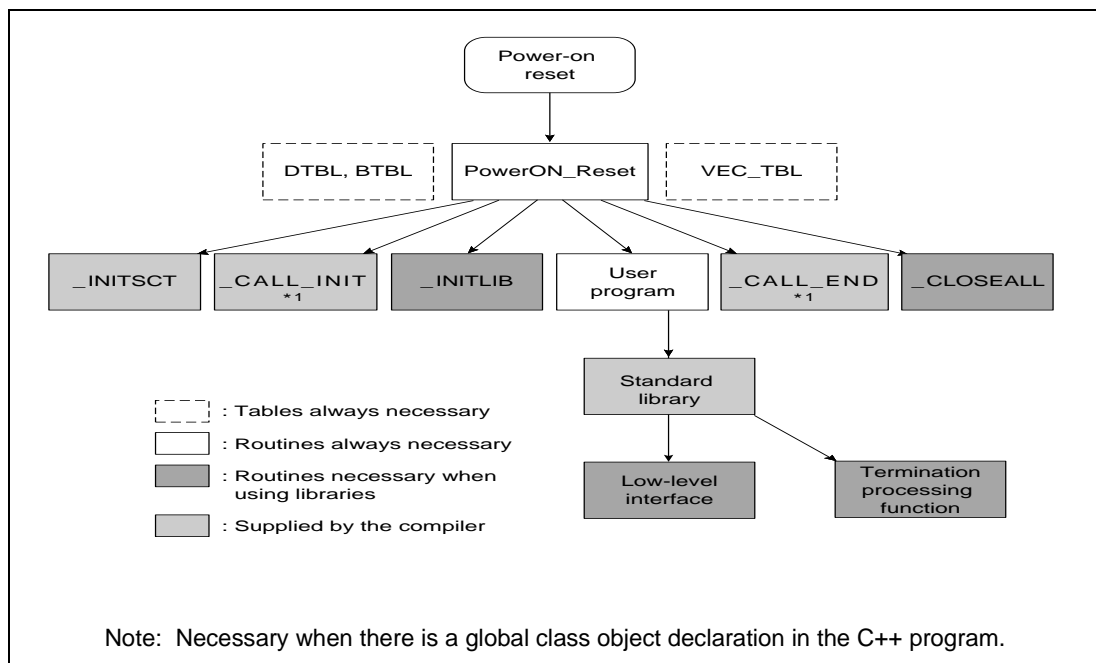 Power-on
reset
DTBL, BTBL
PowerON_Reset
VEC_TBL
_INITSCT
_CALL_INIT
*1
_INITLIB
User
program
_CALL_END
*1
_CLOSEALL
Standard
library
Low-level
interface
Termination
processing
function
: Tables always necessary
: Routines always necessary
: Routines necessary when
using libraries
: Supplied by the compiler
Note: Necessary when there is a global class object declaration in the C++ program.